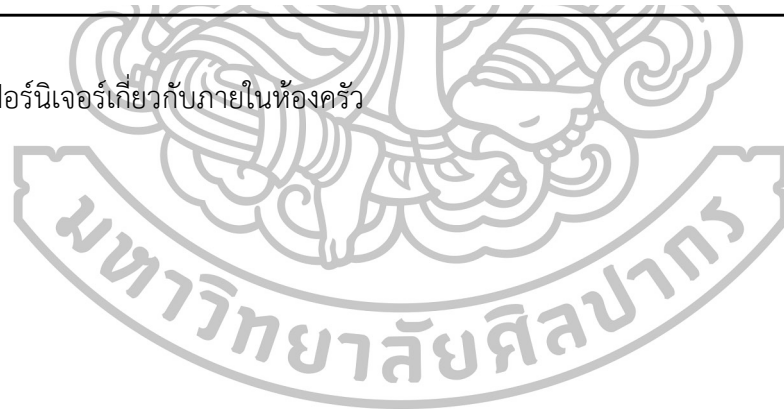 อร์นิเจอร์เกี่ยวกับภายในห้องครัว
มหาวิทยาลัยศิลปากร